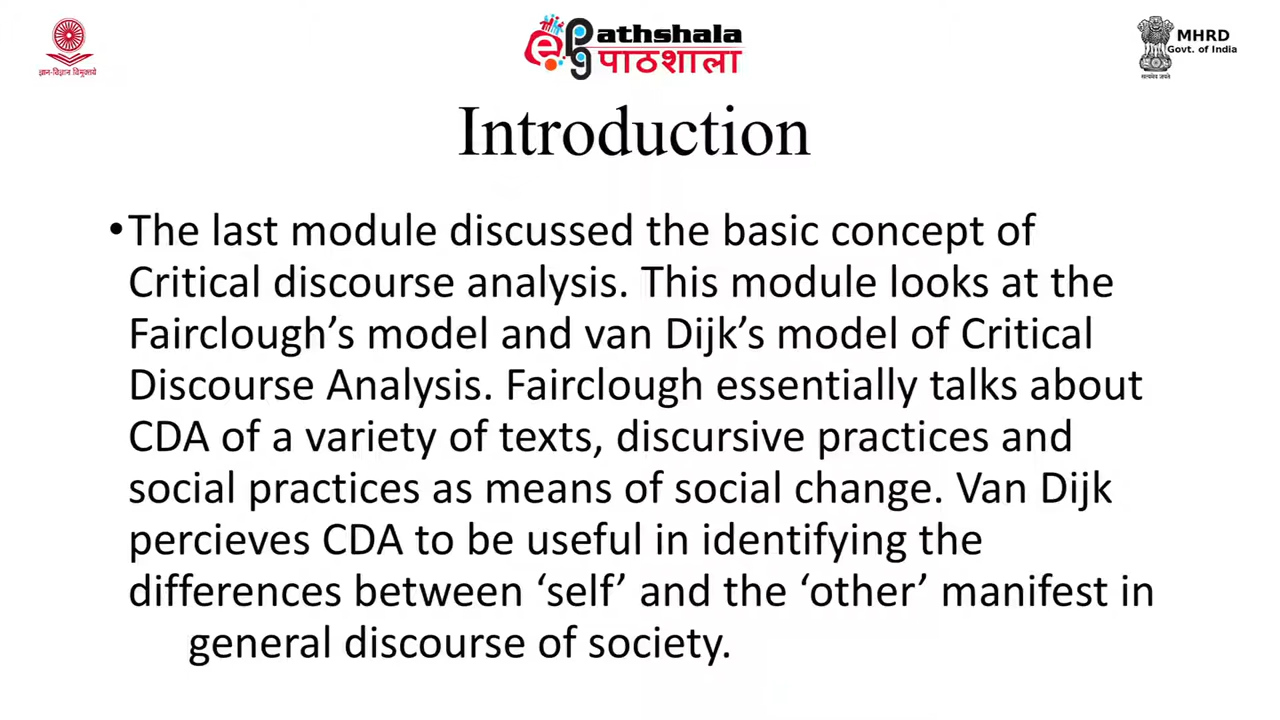 ज्ञान-विज्ञान विमुक्तये
ePathshala
पाठशाला
MHRD
Govt. of India
सत्यमेव जयते
Introduction
•The last module discussed the basic concept of
Critical discourse analysis. This module looks at the
Fairclough’s model and van Dijk’s model of Critical
Discourse Analysis. Fairclough essentially talks about
CDA of a variety of texts, discursive practices and
social practices as means of social change. Van Dijk
percieves CDA to be useful in identifying the
differences between ‘self’ and the ‘other’ manifest in
general discourse of society.